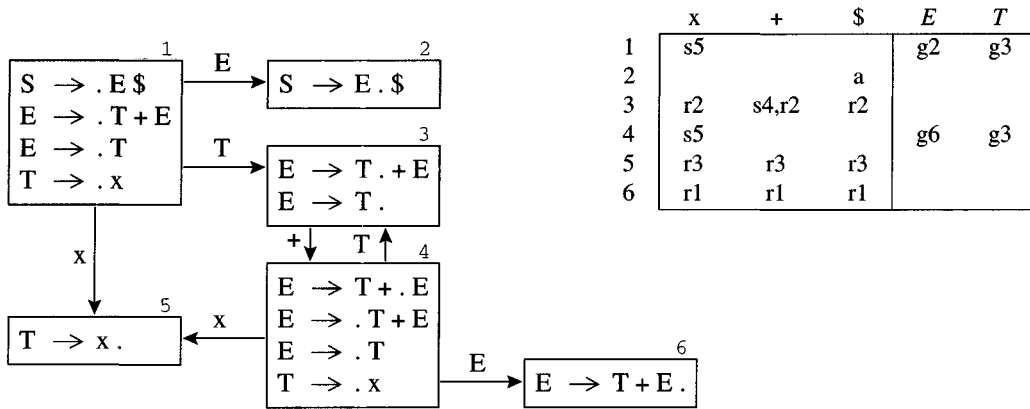 1
S → . E $
E → . T + E
E → . T
T → . x
E
2
S → E . $
T
3
E → T . + E
E → T .
+
T
x
4
E → T + . E
E → . T + E
E → . T
T → . x
x
5
T → x .
E
6
E → T + E .
x + $ E T
1 s5 g2 g3
2 a
3 r2 s4,r2 r2
4 s5 g6 g3
5 r3 r3 r3
6 r1 r1 r1